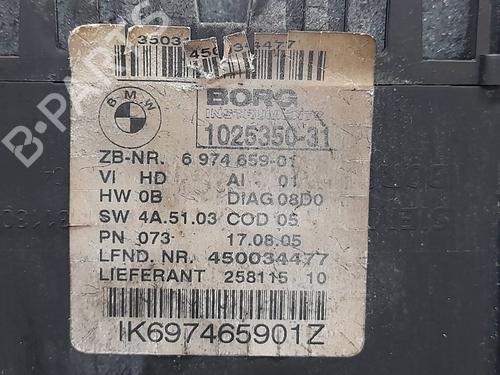 450034477
BMW
BORG
INSTRUMENTS
1025350-31
ZB-NR. 6 974 659-01
VI HD AI 01
HW 0B DIAG 08D0
SW 4A.51.03 COD 05
PN 073 17.08.05
LFND. NR. 450034477
LIEFERANT 258115 10
IK697465901Z
B-PARTS